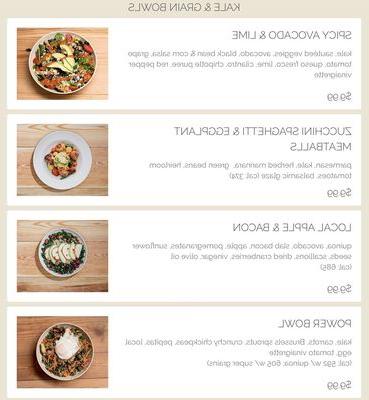 KALE & GRAIN BOWLS
SPICY AVOCADO & LIME
kale, sautéed veggies, avocado, black bean & corn salsa, grape
tomato, queso fresco, lime, cilantro, chipotle, puree, red pepper
vinaigrette
$9.99
ZUCCHINI SPAGHETTI & EGGPLANT
MEATBALLS
parmesan, kale, herbed marinara, green beans, heirloom
tomatoes, balsamic glaze (cal:
$9.99
LOCAL APPLE & BACON
quinoa, avocado, slab bacon, apple, pomegranates, sunflower
seeds, scallions, dried cranberries, vinegar, olive oil
(cal:
$9.99
POWER BOWL
kale, carrots, Brussels sprouts, crunchy chickpeas, pepitas, local
egg, tomato vinaigrette
(cal: w/ quinoa; w/ super grains)
$9.99